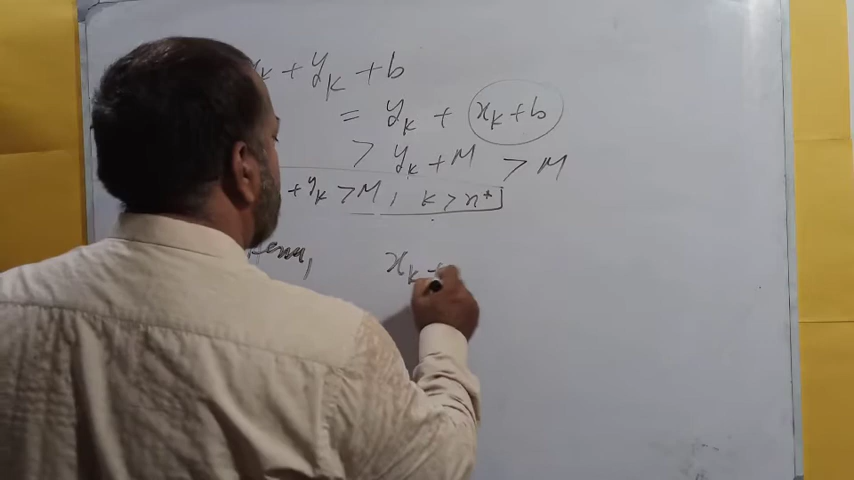 x_k + y_k + b
= y_k + x_k + b
> y_k + M > M
+ y_k > M, k > n*
x_k +